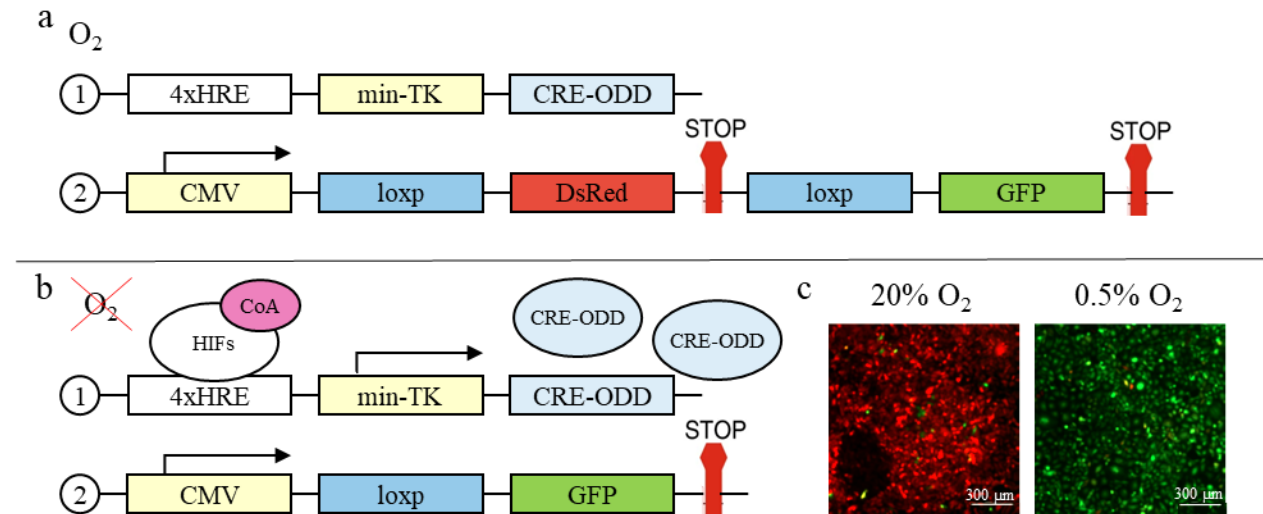 a
O₂
1 4xHRE min-TK CRE-ODD
STOP STOP
2 CMV loxp DsRed loxp GFP
b
O₂
CoA
HIFs
CRE-ODD
CRE-ODD
1 4xHRE min-TK CRE-ODD
STOP
2 CMV loxp GFP
c
20% O₂ 0.5% O₂
300 µm 300 µm